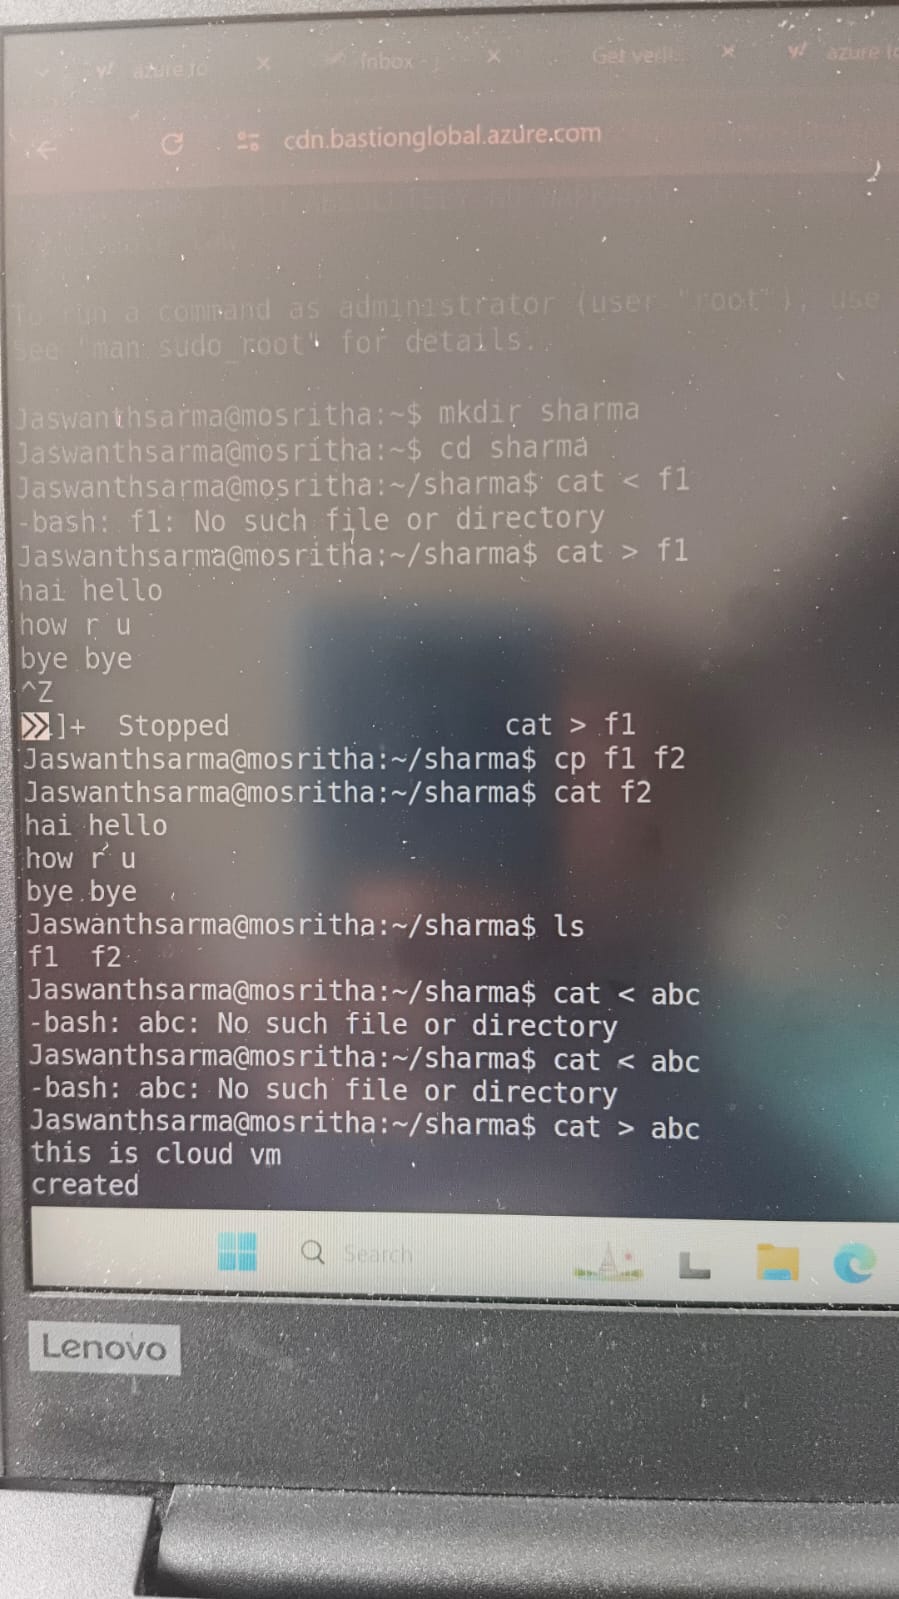 azure to
Inbox -
Get veri...
azure to
cdn.bastionglobal.azure.com
To run a command as administrator (user "root"), use
See "man sudo_root" for details.
Jaswanthsarma@mosritha:~$ mkdir sharma
Jaswanthsarma@mosritha:~$ cd sharma
Jaswanthsarma@mosritha:~/sharma$ cat < f1
-bash: f1: No such file or directory
Jaswanthsarma@mosritha:~/sharma$ cat > f1
hai hello
how r u
bye bye
^Z
]+  Stopped                 cat > f1
Jaswanthsarma@mosritha:~/sharma$ cp f1 f2
Jaswanthsarma@mosritha:~/sharma$ cat f2
hai hello
how r u
bye bye
Jaswanthsarma@mosritha:~/sharma$ ls
f1  f2
Jaswanthsarma@mosritha:~/sharma$ cat < abc
-bash: abc: No such file or directory
Jaswanthsarma@mosritha:~/sharma$ cat < abc
-bash: abc: No such file or directory
Jaswanthsarma@mosritha:~/sharma$ cat > abc
this is cloud vm
created
Search
Lenovo